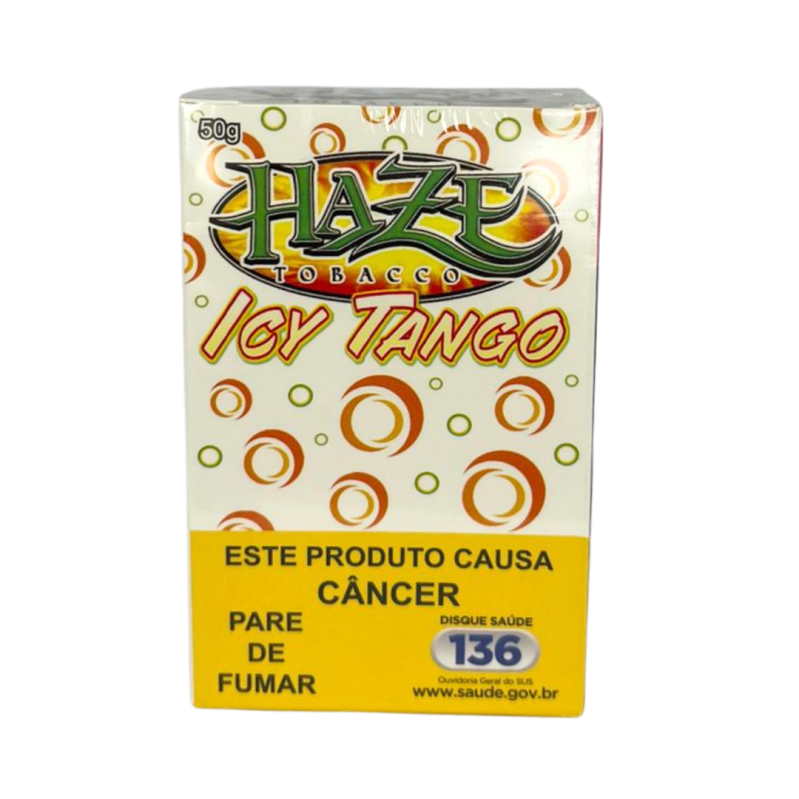 50g
HAZE
TOBACCO
ICY TANGO
ESTE PRODUTO CAUSA
CÂNCER
PARE
DE
FUMAR
DISQUE SAÚDE
136
Ouvidoria Geral do SUS
www.saude.gov.br